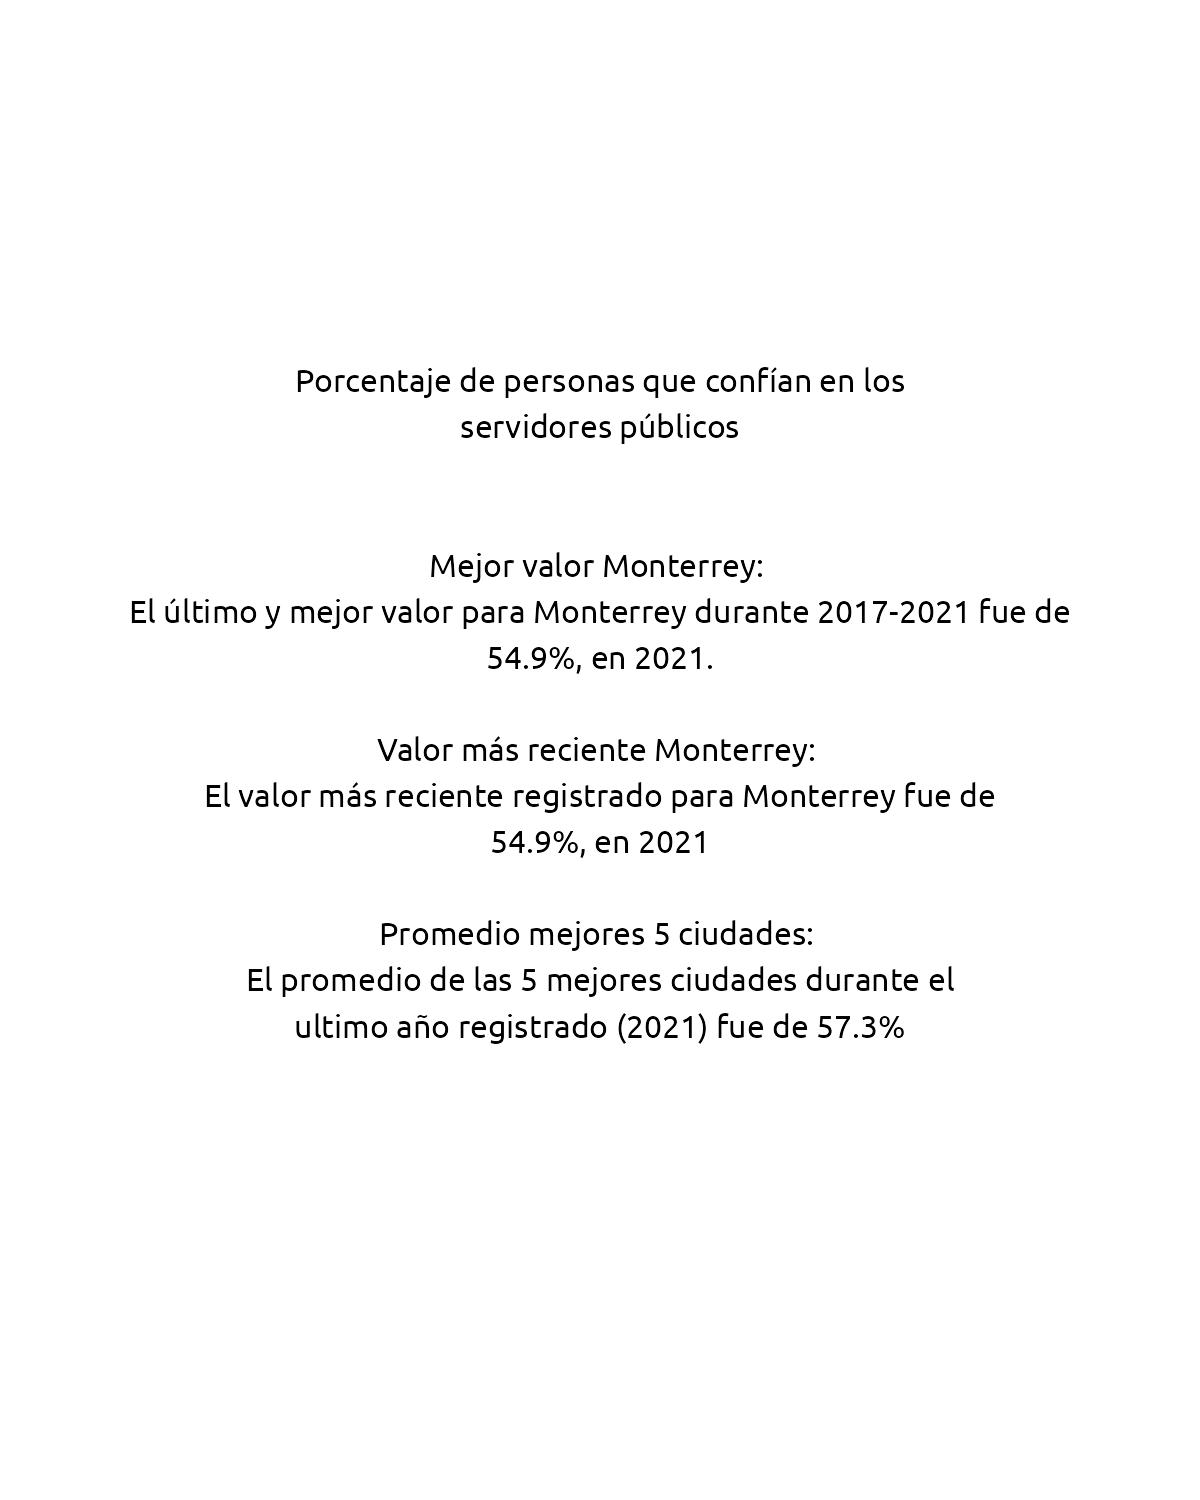 Porcentaje de personas que confían en los
servidores públicos
Mejor valor Monterrey:
El último y mejor valor para Monterrey durante 2017-2021 fue de
54.9%, en 2021.
Valor más reciente Monterrey:
El valor más reciente registrado para Monterrey fue de
54.9%, en 2021
Promedio mejores 5 ciudades:
El promedio de las 5 mejores ciudades durante el
ultimo año registrado (2021) fue de 57.3%